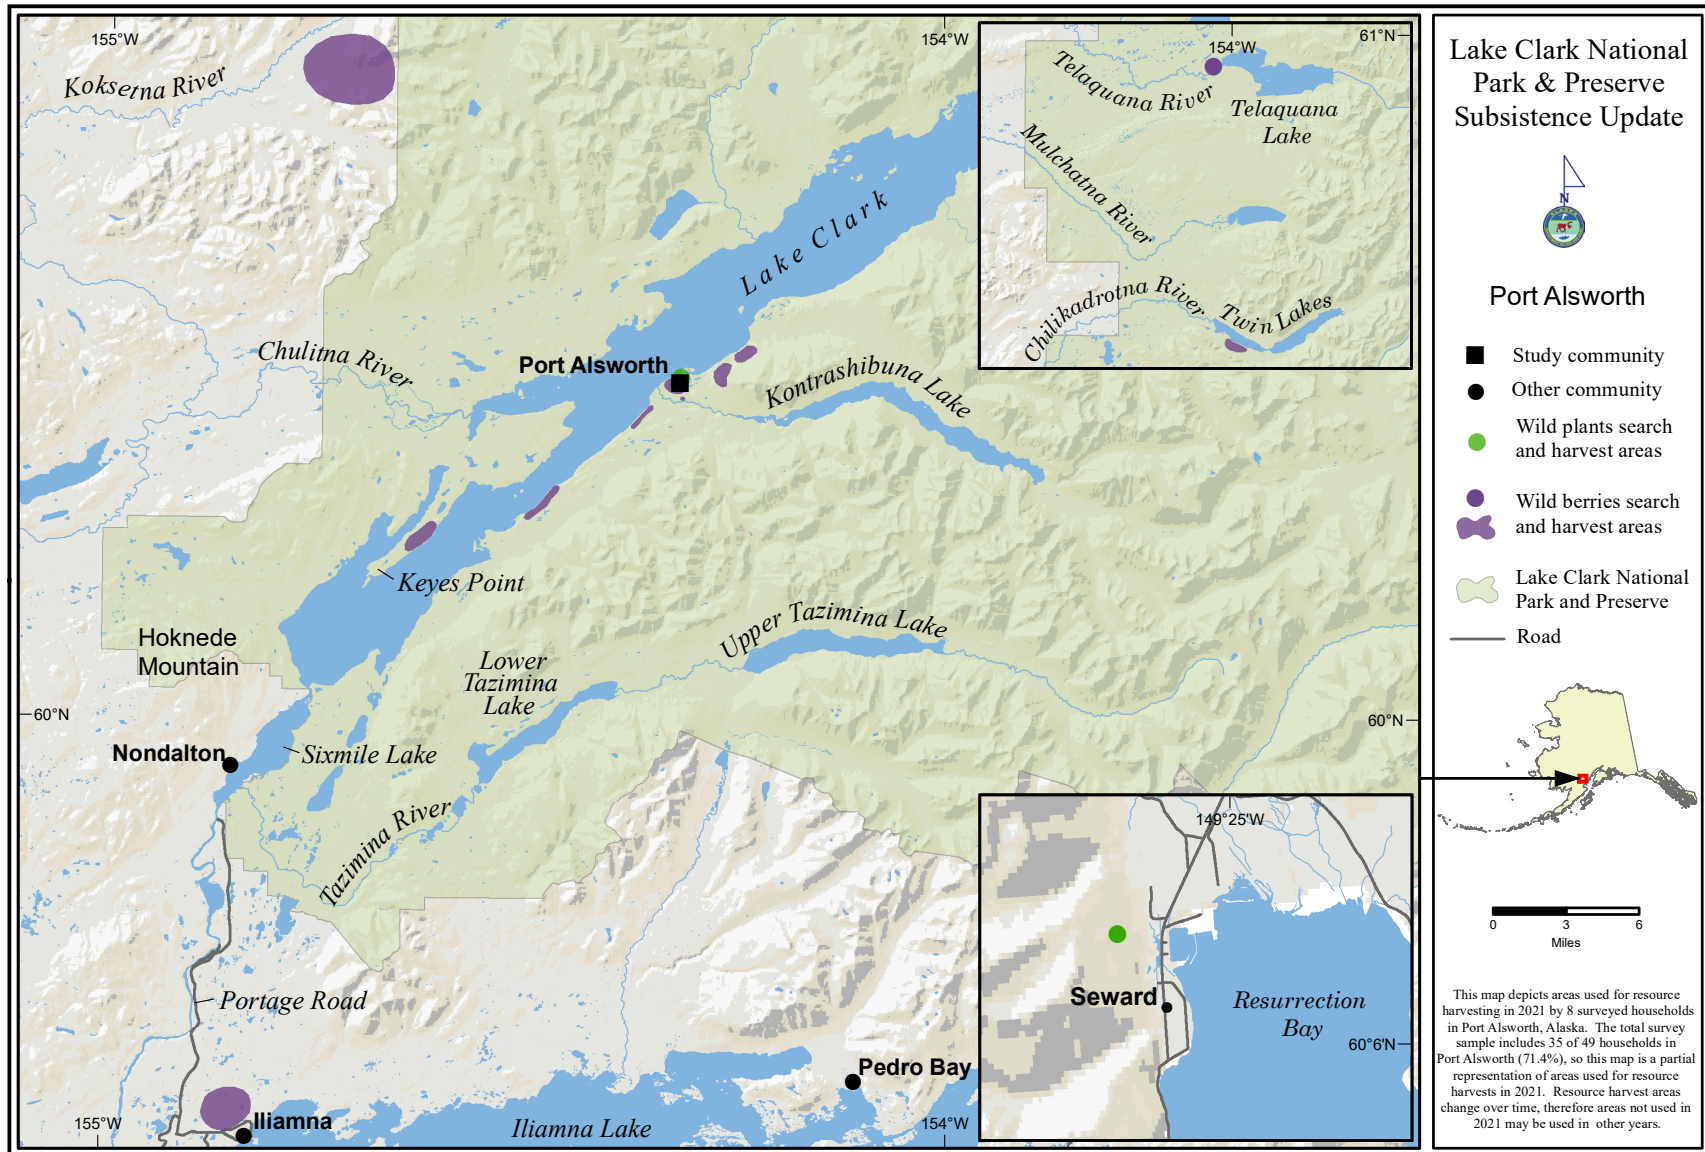 155°W
154°W
Koksetna River
Lake Clark
Chulitna River
Port Alsworth
Kontrashibuna Lake
Keyes Point
Hoknede
Mountain
Upper Tazimina Lake
Lower
Tazimina
Lake
60°N
60°N
Nondalton
Sixmile Lake
Tazimina River
Portage Road
Pedro Bay
Iliamna
Iliamna Lake
155°W
154°W
61°N
154°W
Telaquana River
Telaquana
Lake
Mulchatna River
Chilikadrotna River
Twin Lakes
149°25'W
Seward
Resurrection
Bay
60°6'N
Lake Clark National
Park & Preserve
Subsistence Update
N
Port Alsworth
Study community
Other community
Wild plants search
and harvest areas
Wild berries search
and harvest areas
Lake Clark National
Park and Preserve
Road
0 3 6
Miles
This map depicts areas used for resource
harvesting in 2021 by 8 surveyed households
in Port Alsworth, Alaska. The total survey
sample includes 35 of 49 households in
Port Alsworth (71.4%), so this map is a partial
representation of areas used for resource
harvests in 2021. Resource harvest areas
change over time, therefore areas not used in
2021 may be used in other years.